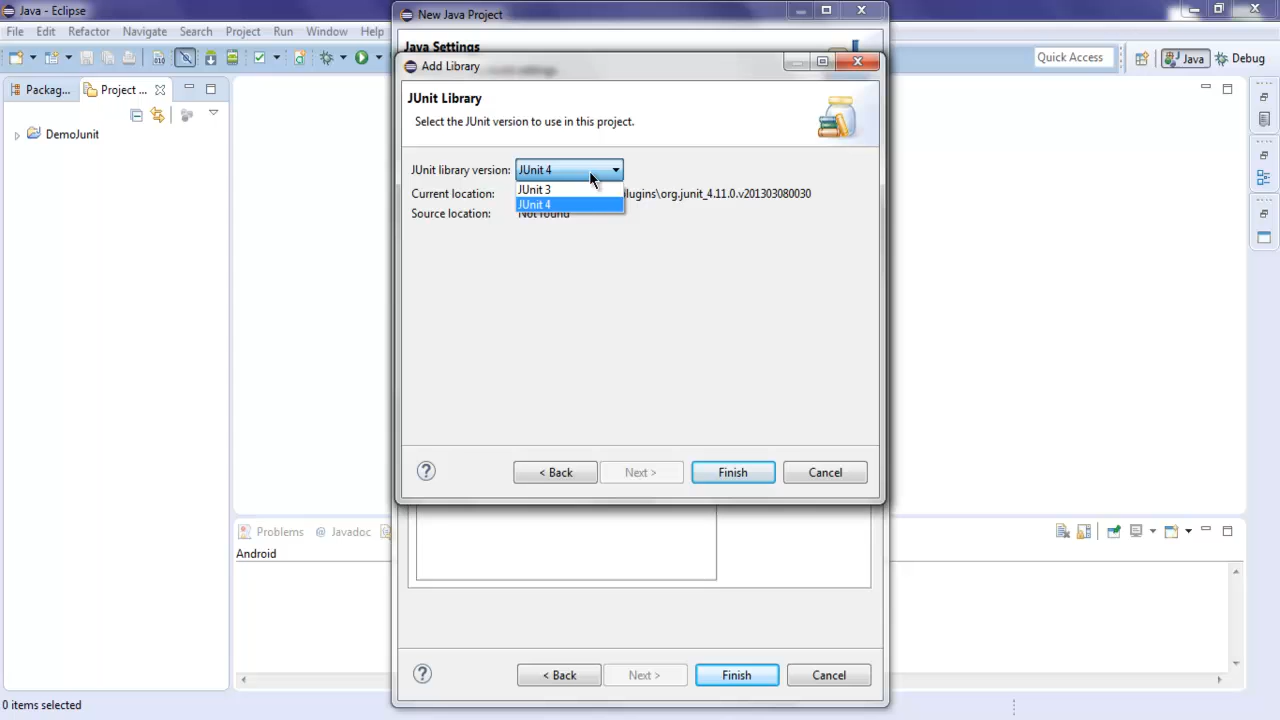 Java - Eclipse
File Edit Refactor Navigate Search Project Run Window Help
Quick Access
Java
Debug
Packag...
Project ...
DemoJunit
New Java Project
Java Settings
Add Library
JUnit Library
Select the JUnit version to use in this project.
JUnit library version: JUnit 4
JUnit 3
JUnit 4
Current location: lugins\org.junit_4.11.0.v201303080030
Source location: Not found
< Back Next > Finish Cancel
Problems @ Javadoc
Android
< Back Next > Finish Cancel
0 items selected